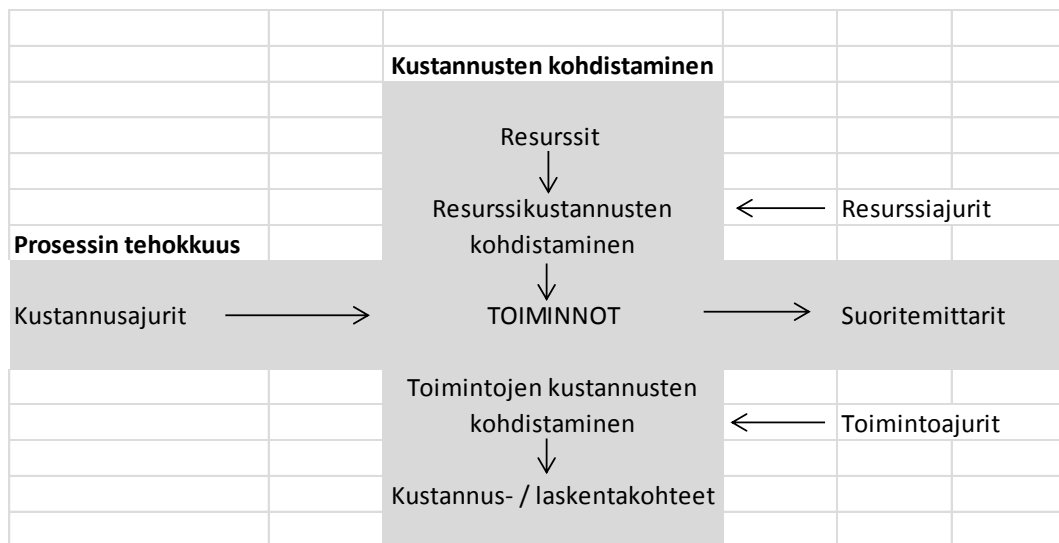 Kustannusten kohdistaminen
Resurssit
Resurssikustannusten
kohdistaminen
Resurssiajurit
Prosessin tehokkuus
Kustannusajurit
TOIMINNOT
Suoritemittarit
Toimintojen kustannusten
kohdistaminen
Toimintoajurit
Kustannus- / laskentakohteet